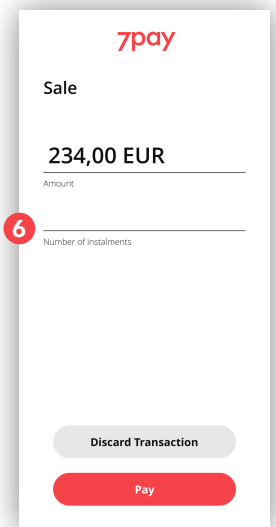 7pay
Sale
234,00 EUR
Amount
6
Number of instalments
Discard Transaction
Pay